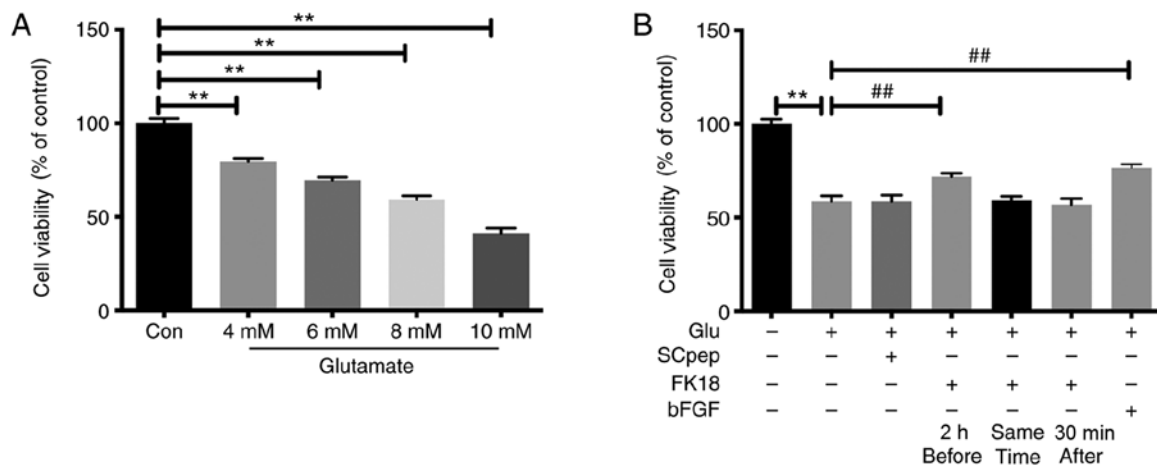 A
Cell viability (% of control)
150
100
50
0
**
**
**
**
Con
4 mM
6 mM
8 mM
10 mM
Glutamate
B
Cell viability (% of control)
150
100
50
0
##
** ##
Glu – + + + + + +
SCpep – – + – – – –
FK18 – – – + + + –
bFGF – – – – – – +
2 h Same 30 min
Before Time After